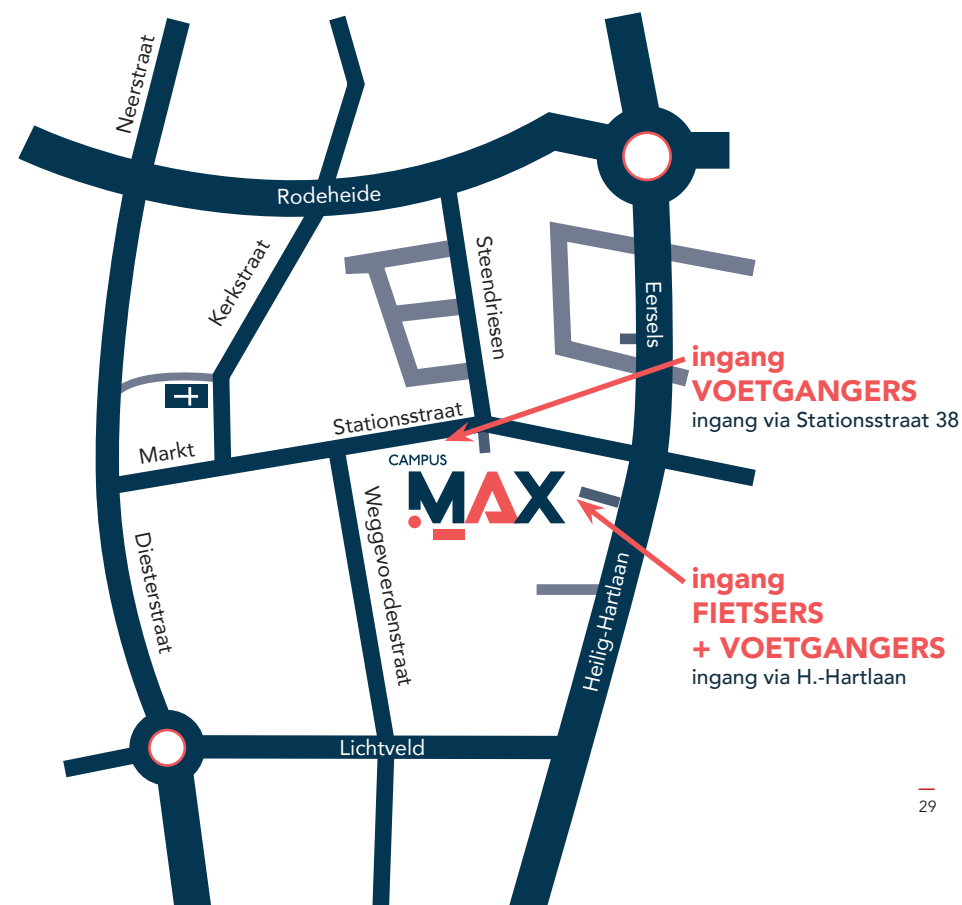 Neerstraat
Rodeheide
Kerkstraat
Steendriesen
Eersels
ingang
VOETGANGERS
ingang via Stationsstraat 38
Stationsstraat
Markt
CAMPUS
MAX
Weggevoerdenstraat
Diesterstraat
Heilig-Hartlaan
ingang
FIETSERS
+ VOETGANGERS
ingang via H.-Hartlaan
Lichtveld
29